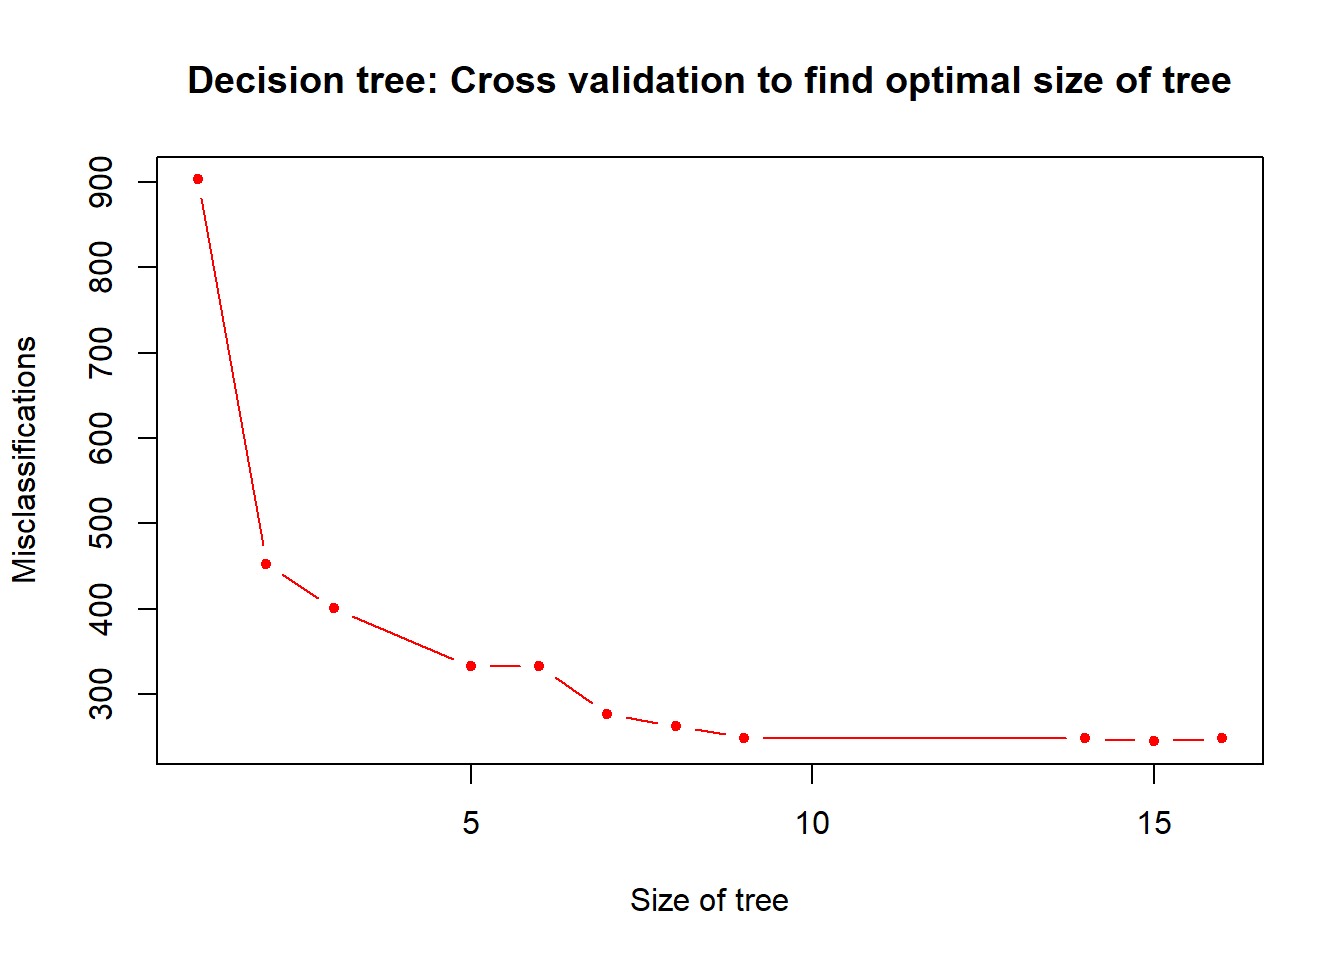 Decision tree: Cross validation to find optimal size of tree
900
800
700
600
500
400
300
Misclassifications
5 10 15
Size of tree